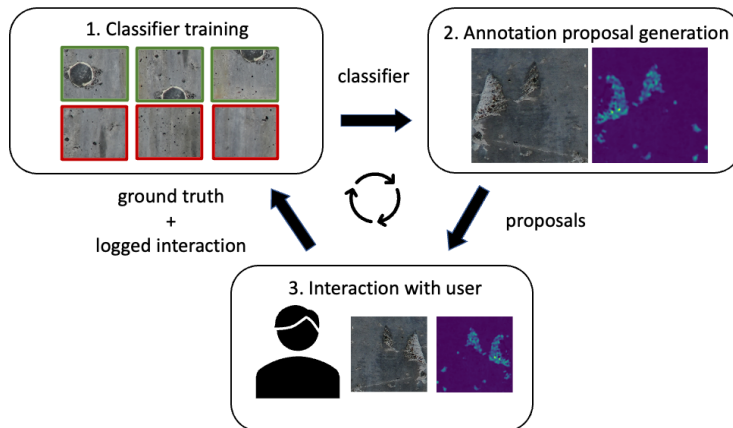 1. Classifier training
classifier
2. Annotation proposal generation
ground truth
+
logged interaction
proposals
3. Interaction with user